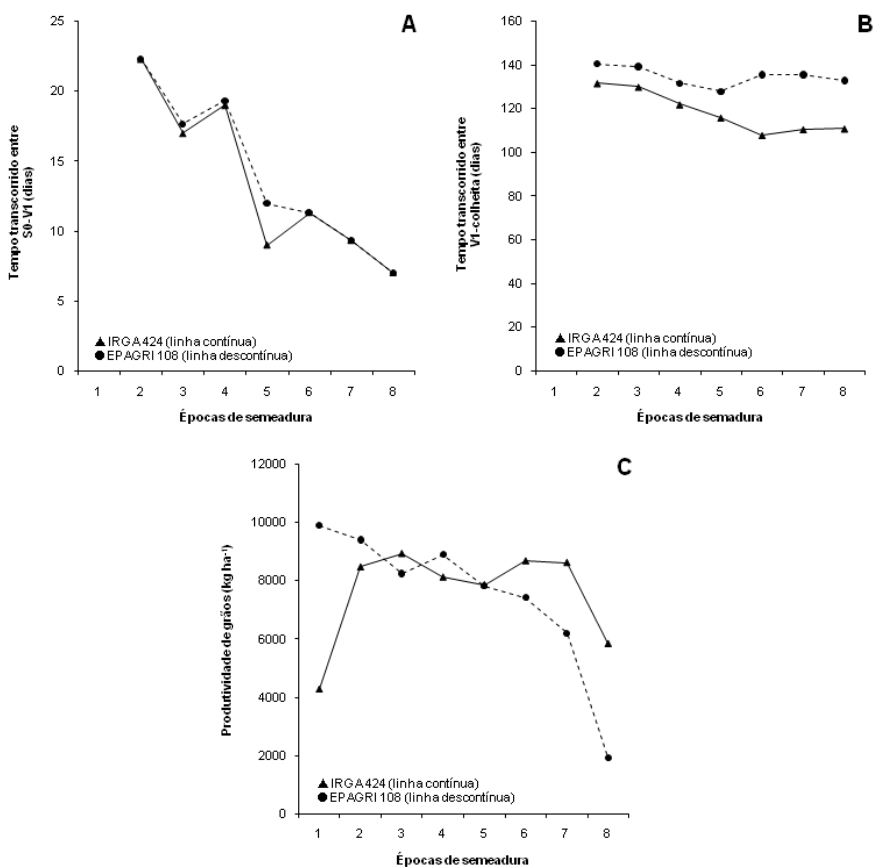 A
Tempo transcorrido entre
S0-V1 (dias)
25
20
15
10
5
0
▲ IRGA 424 (linha contínua)
● EPAGRI 108 (linha descontínua)
1 2 3 4 5 6 7 8
Épocas de semeadura
B
Tempo transcorrido entre
V1-colheita (dias)
160
140
120
100
80
60
40
20
0
▲ IRGA 424 (linha contínua)
● EPAGRI 108 (linha descontínua)
1 2 3 4 5 6 7 8
Épocas de semadura
C
Produtividade de grãos (kg ha⁻¹)
12000
10000
8000
6000
4000
2000
0
▲ IRGA 424 (linha contínua)
● EPAGRI 108 (linha descontínua)
1 2 3 4 5 6 7 8
Épocas de semeadura